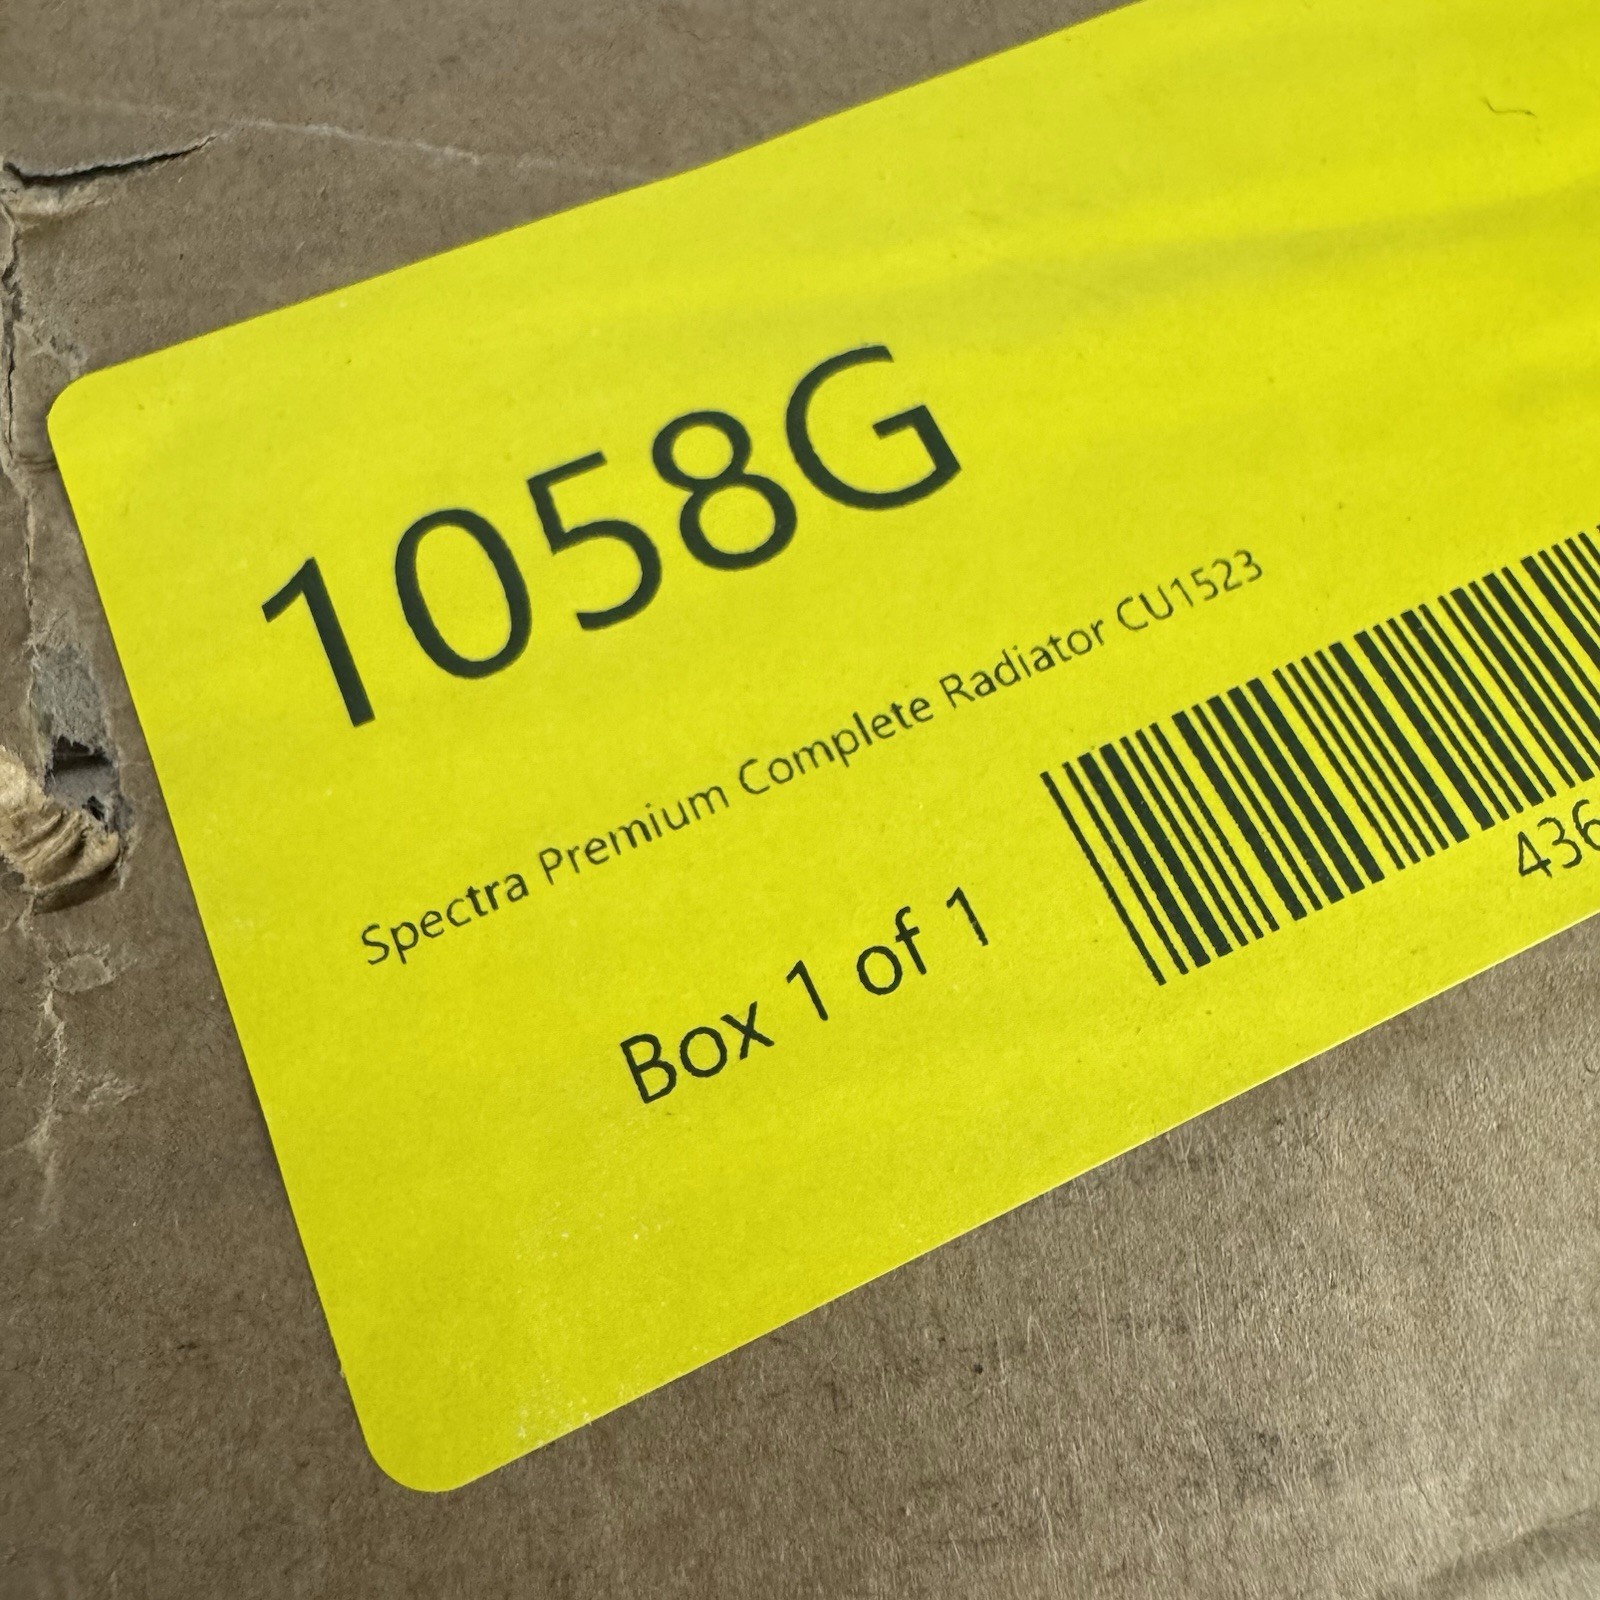 1058G
Spectra Premium Complete Radiator CU1523
Box 1 of 1
436